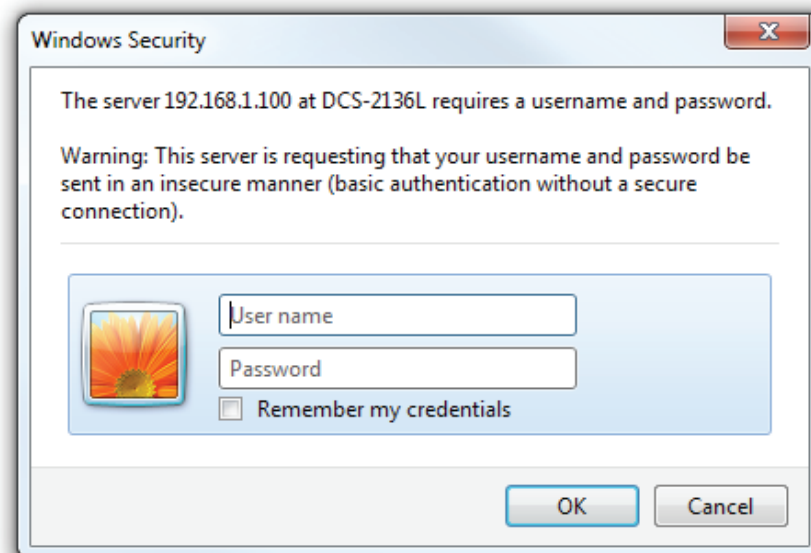 Windows Security
The server 192.168.1.100 at DCS-2136L requires a username and password.
Warning: This server is requesting that your username and password be
sent in an insecure manner (basic authentication without a secure
connection).
User name
Password
Remember my credentials
OK
Cancel